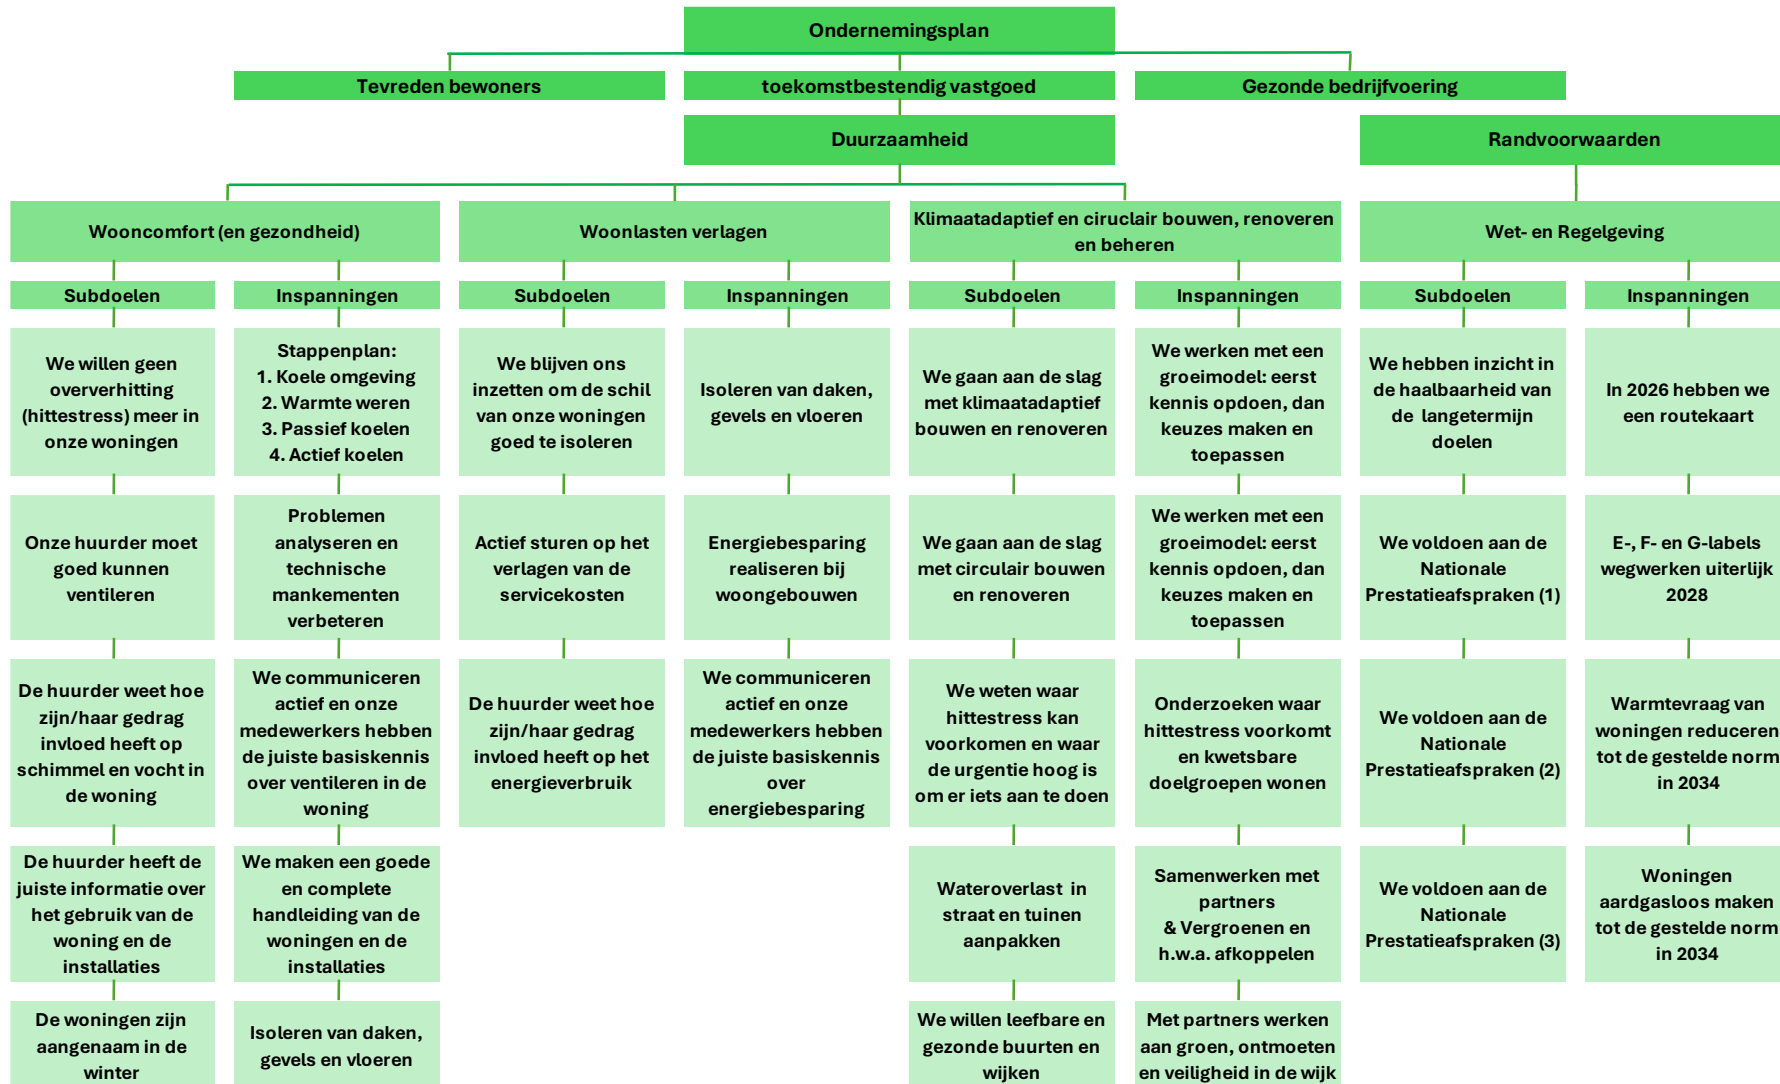 Ondernemingsplan
Tevreden bewoners
toekomstbestendig vastgoed
Gezonde bedrijfvoering
Duurzaamheid
Randvoorwaarden
Wooncomfort (en gezondheid)
Woonlasten verlagen
Klimaatadaptief en ciruclair bouwen, renoveren
en beheren
Wet- en Regelgeving
Subdoelen
Inspanningen
Subdoelen
Inspanningen
Subdoelen
Inspanningen
Subdoelen
Inspanningen
We willen geen
oververhitting
(hittestress) meer in
onze woningen
Stappenplan:
1. Koele omgeving
2. Warmte weren
3. Passief koelen
4. Actief koelen
We blijven ons
inzetten om de schil
van onze woningen
goed te isoleren
Isoleren van daken,
gevels en vloeren
We gaan aan de slag
met klimaatadaptief
bouwen en renoveren
We werken met een
groeimodel: eerst
kennis opdoen, dan
keuzes maken en
toepassen
We hebben inzicht in
de haalbaarheid van
de langetermijn
doelen
In 2026 hebben we
een routekaart
Onze huurder moet
goed kunnen
ventileren
Problemen
analyseren en
technische
mankementen
verbeteren
Actief sturen op het
verlagen van de
servicekosten
Energiebesparing
realiseren bij
woongebouwen
We gaan aan de slag
met circulair bouwen
en renoveren
We werken met een
groeimodel: eerst
kennis opdoen, dan
keuzes maken en
toepassen
We voldoen aan de
Nationale
Prestatieafspraken (1)
E-, F- en G-labels
wegwerken uiterlijk
2028
De huurder weet hoe
zijn/haar gedrag
invloed heeft op
schimmel en vocht in
de woning
We communiceren
actief en onze
medewerkers hebben
de juiste basiskennis
over ventileren in de
woning
De huurder weet hoe
zijn/haar gedrag
invloed heeft op het
energieverbruik
We communiceren
actief en onze
medewerkers hebben
de juiste basiskennis
over
energiebesparing
We weten waar
hittestress kan
voorkomen en waar
de urgentie hoog is
om er iets aan te doen
Onderzoeken waar
hittestress voorkomt
en kwetsbare
doelgroepen wonen
We voldoen aan de
Nationale
Prestatieafspraken (2)
Warmtevraag van
woningen reduceren
tot de gestelde norm
in 2034
De huurder heeft de
juiste informatie over
het gebruik van de
woning en de
installaties
We maken een goede
en complete
handleiding van de
woningen en de
installaties
Wateroverlast in
straat en tuinen
aanpakken
Samenwerken met
partners
& Vergroenen en
h.w.a. afkoppelen
We voldoen aan de
Nationale
Prestatieafspraken (3)
Woningen
aardgasloos maken
tot de gestelde norm
in 2034
De woningen zijn
aangenaam in de
winter
Isoleren van daken,
gevels en vloeren
We willen leefbare en
gezonde buurten en
wijken
Met partners werken
aan groen, ontmoeten
en veiligheid in de wijk